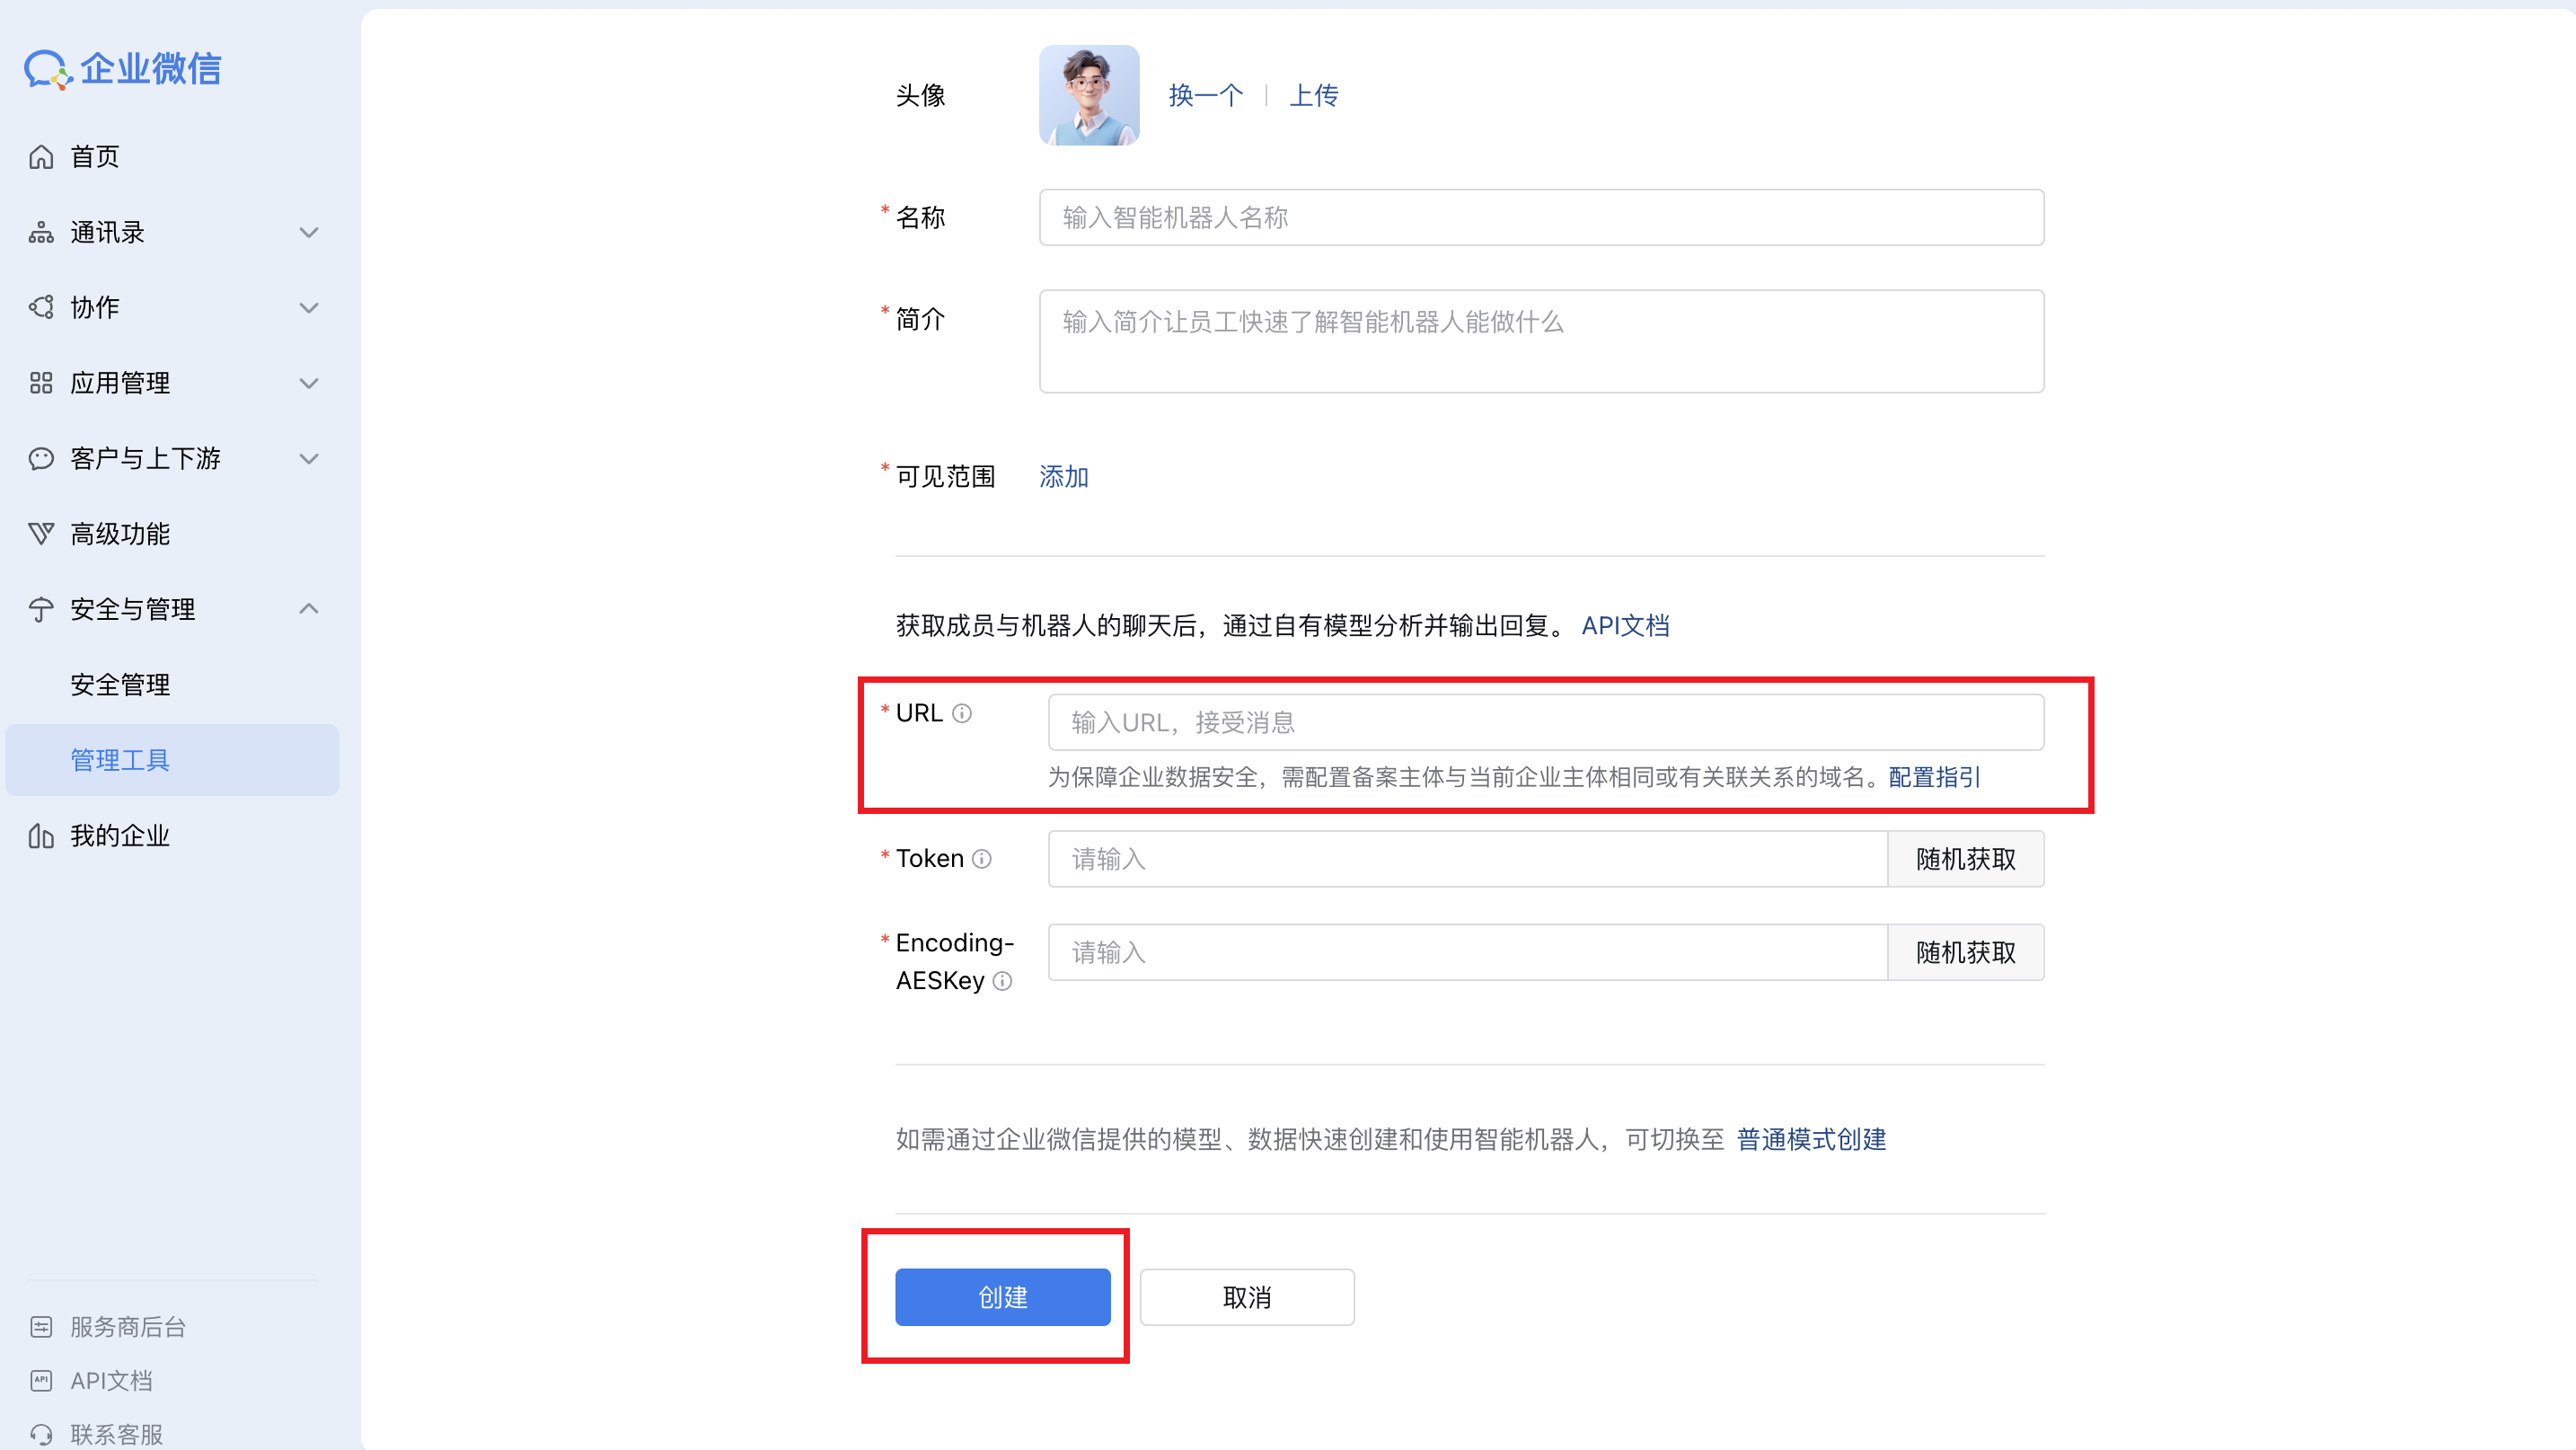 企业微信
首页
通讯录
协作
应用管理
客户与上下游
高级功能
安全与管理
安全管理
管理工具
我的企业
服务商后台
API文档
联系客服
头像
换一个
上传
* 名称
输入智能机器人名称
* 简介
输入简介让员工快速了解智能机器人能做什么
* 可见范围
添加
获取成员与机器人的聊天后，通过自有模型分析并输出回复。 API文档
* URL
输入URL，接受消息
为保障企业数据安全，需配置备案主体与当前企业主体相同或有关联关系的域名。配置指引
* Token
请输入
随机获取
* Encoding-
AESKey
请输入
随机获取
如需通过企业微信提供的模型、数据快速创建和使用智能机器人，可切换至 普通模式创建
创建
取消